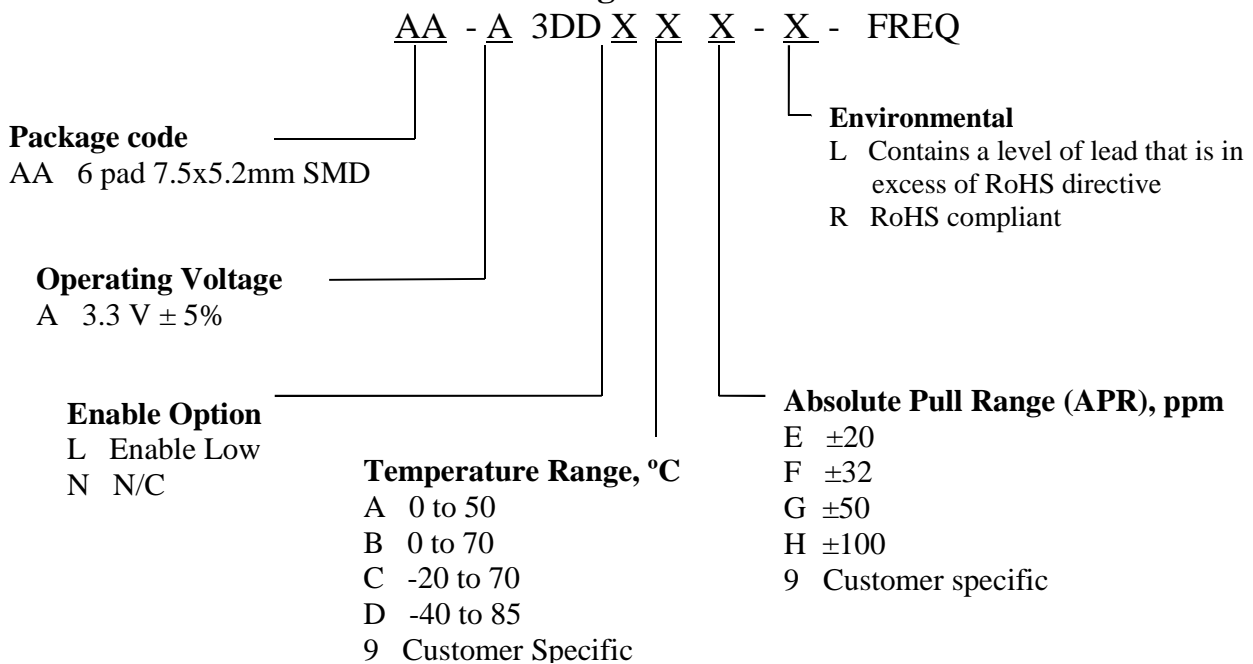 AA - A 3DD X X X - X - FREQ
Package code
AA 6 pad 7.5x5.2mm SMD
Operating Voltage
A 3.3 V ± 5%
Enable Option
L Enable Low
N N/C
Temperature Range, ºC
A 0 to 50
B 0 to 70
C -20 to 70
D -40 to 85
9 Customer Specific
Absolute Pull Range (APR), ppm
E ±20
F ±32
G ±50
H ±100
9 Customer specific
Environmental
L Contains a level of lead that is in
excess of RoHS directive
R RoHS compliant